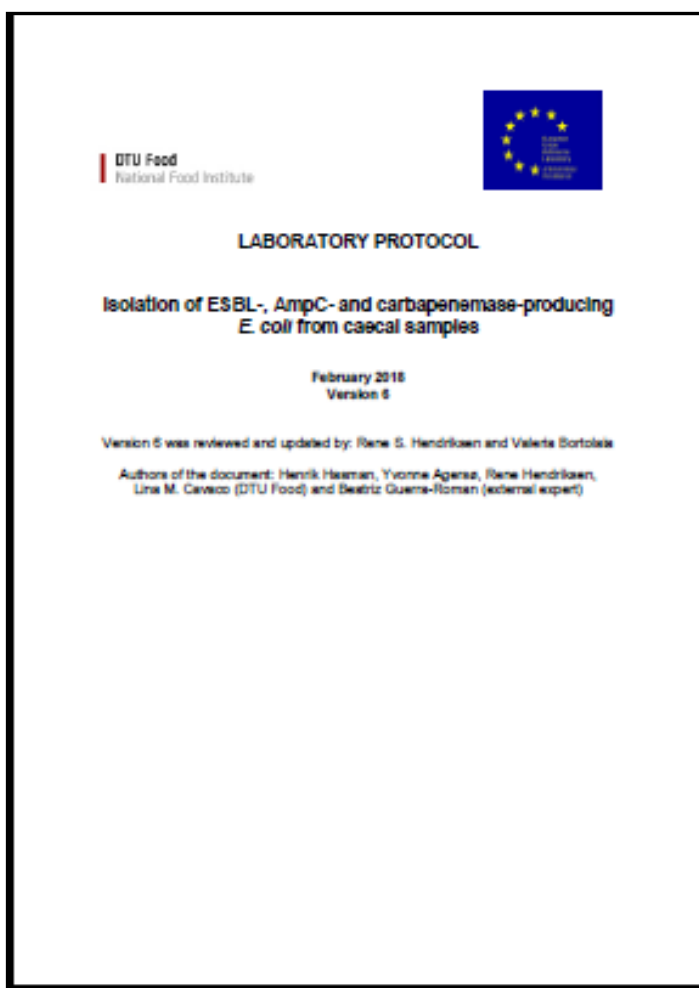 DTU Food
National Food Institute
LABORATORY PROTOCOL
Isolation of ESBL-, AmpC- and carbapenemase-producing
E. coli from caecal samples
February 2018
Version 6
Version 6 was reviewed and updated by: Rene S. Hendriksen and Valeria Bortolaia
Authors of the document: Henrik Hasman, Yvonne Agersø, Rene Hendriksen,
Lina M. Cavaco (DTU Food) and Beatriz Guerra-Roman (external expert)